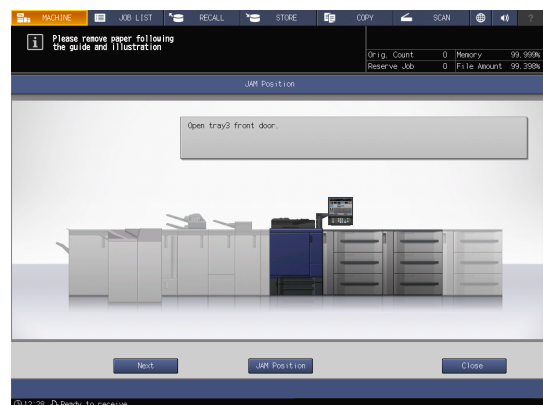 MACHINE JOB LIST RECALL STORE COPY SCAN ?
i Please remove paper following
the guide and illustration
Orig. Count 0 Memory 99.999%
Reserve Job 0 File Amount 99.398%
JAM Position
Open tray3 front door.
Next JAM Position Close
12:28 Ready to receive